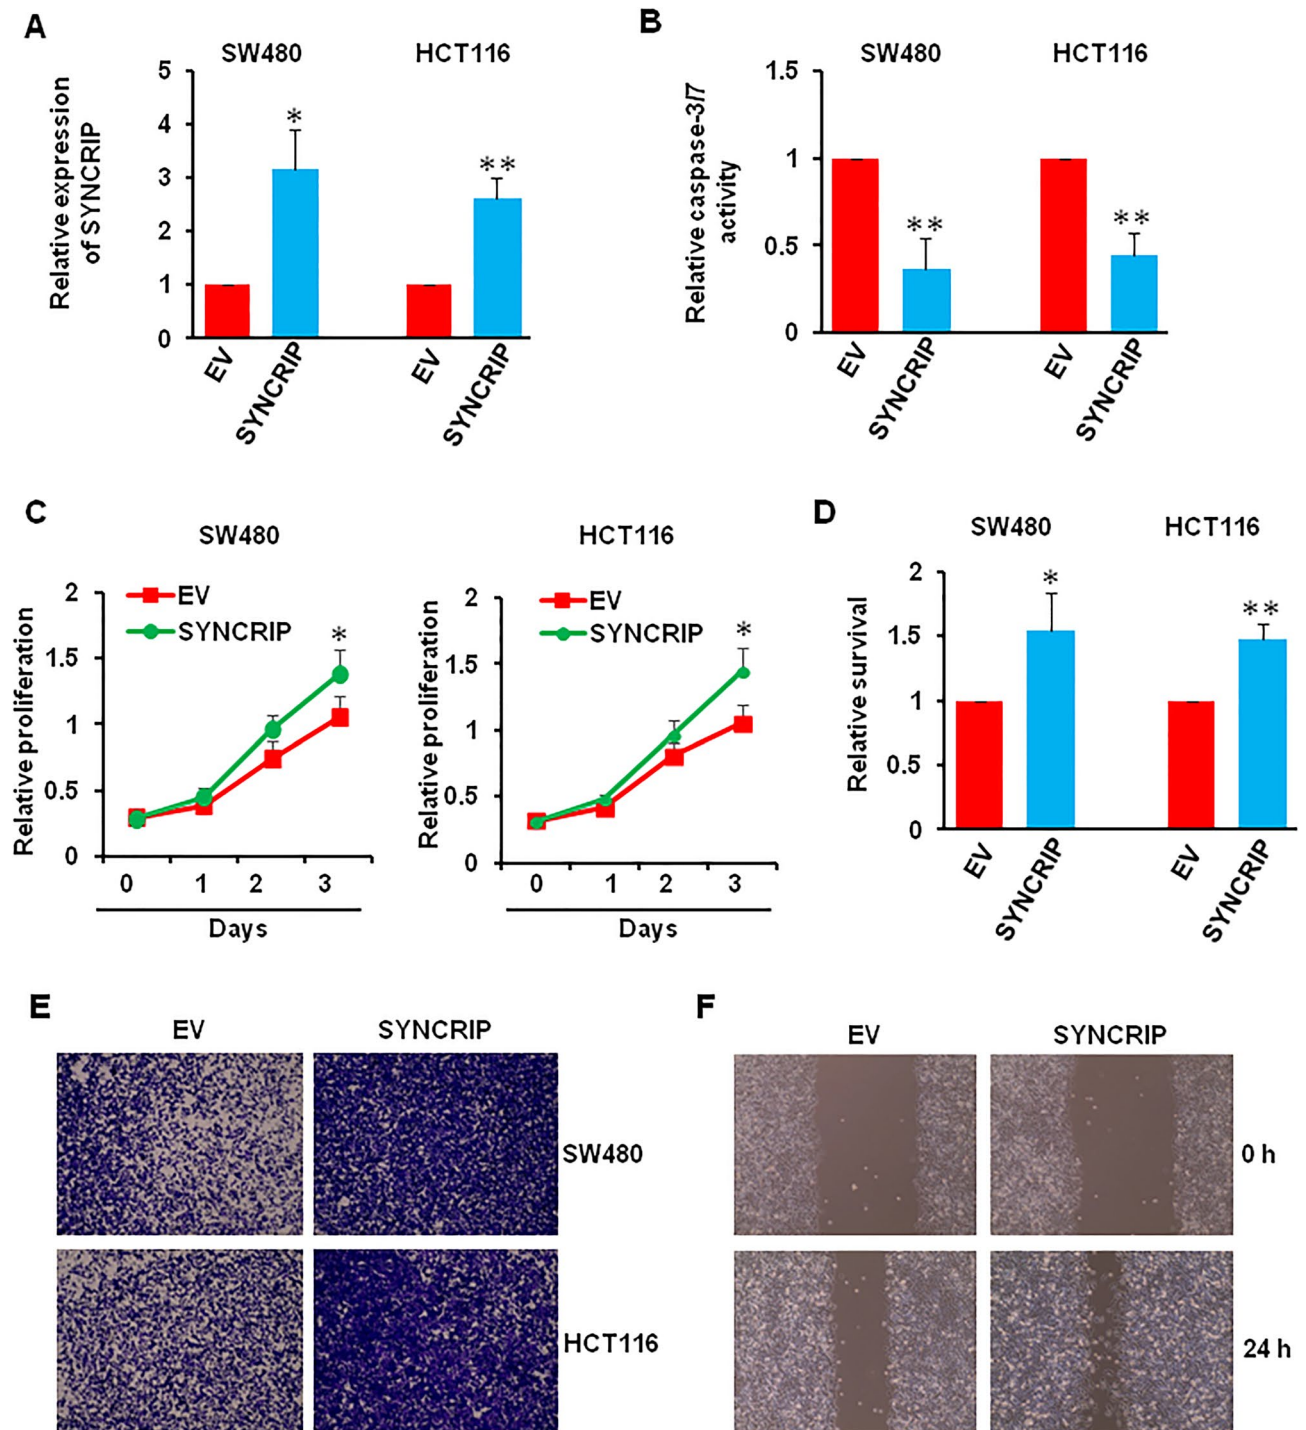 A
SW480
HCT116
Relative expression
of SYNCRIP
5
4
3
2
1
0
*
**
EV
SYNCRIP
EV
SYNCRIP
B
SW480
HCT116
Relative caspase-3/7
activity
1.5
1
0.5
0
**
**
EV
SYNCRIP
EV
SYNCRIP
C
SW480
Relative proliferation
2
1.5
1
0.5
0
EV
SYNCRIP
*
0 1 2 3
Days
HCT116
Relative proliferation
2
1.5
1
0.5
0
EV
SYNCRIP
*
0 1 2 3
Days
D
SW480
HCT116
Relative survival
2
1.5
1
0.5
0
*
**
EV
SYNCRIP
EV
SYNCRIP
E
EV
SYNCRIP
SW480
HCT116
F
EV
SYNCRIP
0 h
24 h